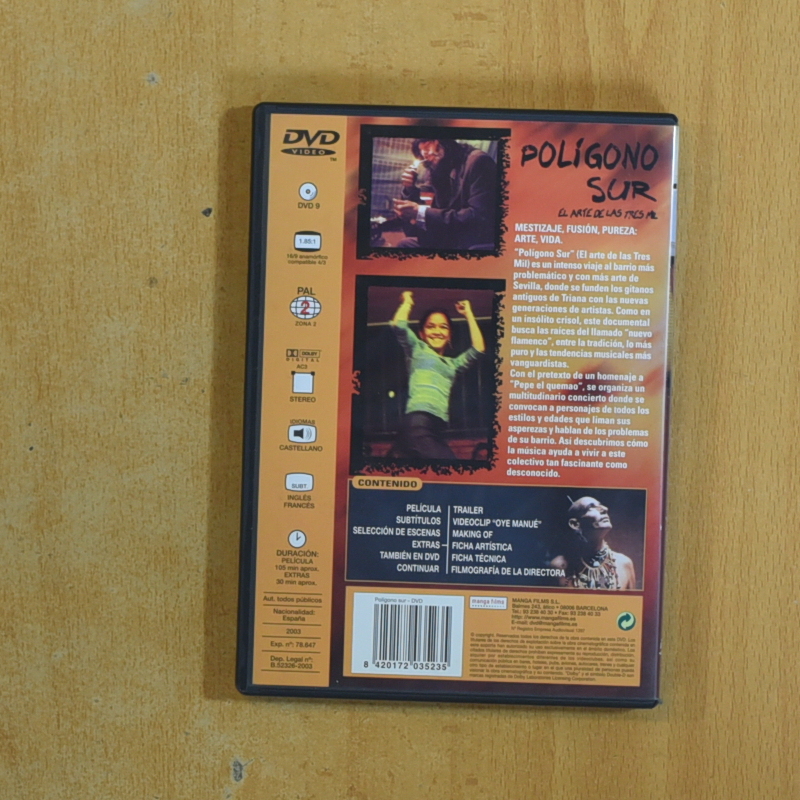 DVD
VIDEO
TM
DVD 9
1.85:1
16/9 anamórfico
compatible 4/3
PAL
2
ZONA 2
DOLBY
DIGITAL
AC3
STEREO
IDIOMAS
CASTELLANO
SUBT.
INGLÉS
FRANCÉS
DURACIÓN:
PELÍCULA
105 min aprox.
EXTRAS
30 min aprox.
Aut. todos públicos
Nacionalidad:
España
2003
Exp. nº: 78.847
Dep. Legal nº:
B.52326-2003
POLÍGONO
SUR
EL ARTE DE LAS TRES MIL
MESTIZAJE, FUSIÓN, PUREZA:
ARTE, VIDA.
"Polígono Sur" (El arte de las Tres
Mil) es un intenso viaje al barrio más
problemático y con más arte de
Sevilla, donde se funden los gitanos
antiguos de Triana con las nuevas
generaciones de artistas. Como en
un insólito crisol, este documental
busca las raíces del llamado "nuevo
flamenco", entre la tradición, lo más
puro y las tendencias musicales más
vanguardistas.
Con el pretexto de un homenaje a
"Pepe el quemao", se organiza un
multitudinario concierto donde se
convocan a personajes de todos los
estilos y edades que liman sus
asperezas y hablan de los problemas
de su barrio. Así descubrimos cómo
la música ayuda a vivir a este
colectivo tan fascinante como
desconocido.
CONTENIDO
PELÍCULA
SUBTÍTULOS
SELECCIÓN DE ESCENAS
EXTRAS
TAMBIÉN EN DVD
CONTINUAR
TRAILER
VIDEOCLIP "OYE MANUÉ"
MAKING OF
FICHA ARTÍSTICA
FICHA TÉCNICA
FILMOGRAFÍA DE LA DIRECTORA
Polígono sur - DVD
8 420172 035235
manga films
MANGA FILMS S.L.
Balmes 243, ático • 08006 BARCELONA